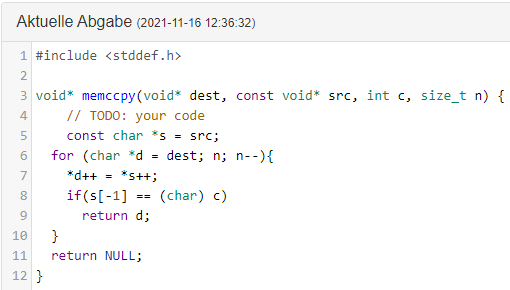 Aktuelle Abgabe (2021-11-16 12:36:32)
1 #include <stddef.h>
2
3 void* memccpy(void* dest, const void* src, int c, size_t n) {
4     // TODO: your code
5     const char *s = src;
6   for (char *d = dest; n; n--){
7     *d++ = *s++;
8     if(s[-1] == (char) c)
9       return d;
10   }
11   return NULL;
12 }